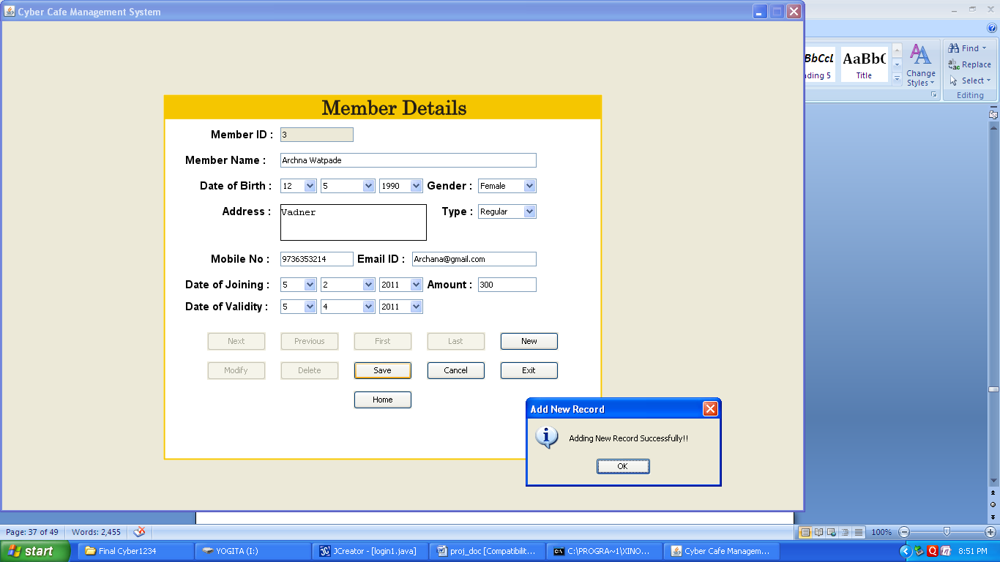 Cyber Cafe Management System
BbCcL AaBbC
ading 5 Title
Change Styles
Find
Replace
Select
Editing
Member Details
Member ID : 3
Member Name : Archna Watpade
Date of Birth : 12 5 1990 Gender : Female
Address : Vadner Type : Regular
Mobile No : 9736353214 Email ID : Archana@gmail.com
Date of Joining : 5 2 2011 Amount : 300
Date of Validity : 5 4 2011
Next Previous First Last New
Modify Delete Save Cancel Exit
Home
Add New Record
Adding New Record Successfully!!
OK
Page: 37 of 49 Words: 2,455 100%
start Final Cyber1234 YOGITA (I:) JCreator - [login1.java] proj_doc [Compatibilit... C:\PROGRA~1\XINO... Cyber Cafe Managem... 8:51 PM